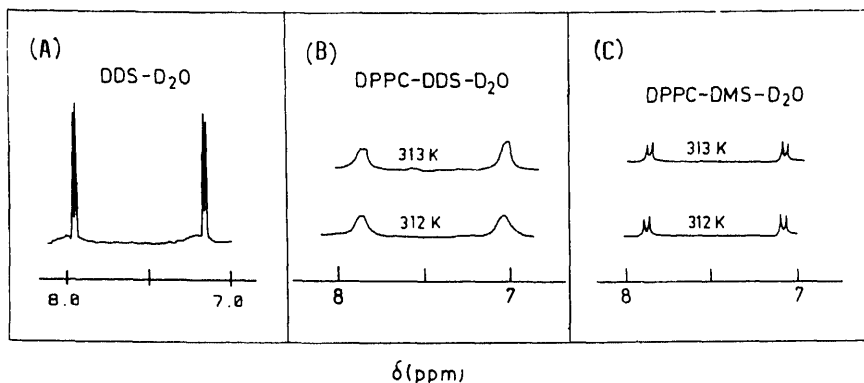 (A)
DDS-D₂O
8.0
7.0
(B)
DPPC-DDS-D₂O
313 K
312 K
8
7
(C)
DPPC-DMS-D₂O
313 K
312 K
8
7
δ(ppm)